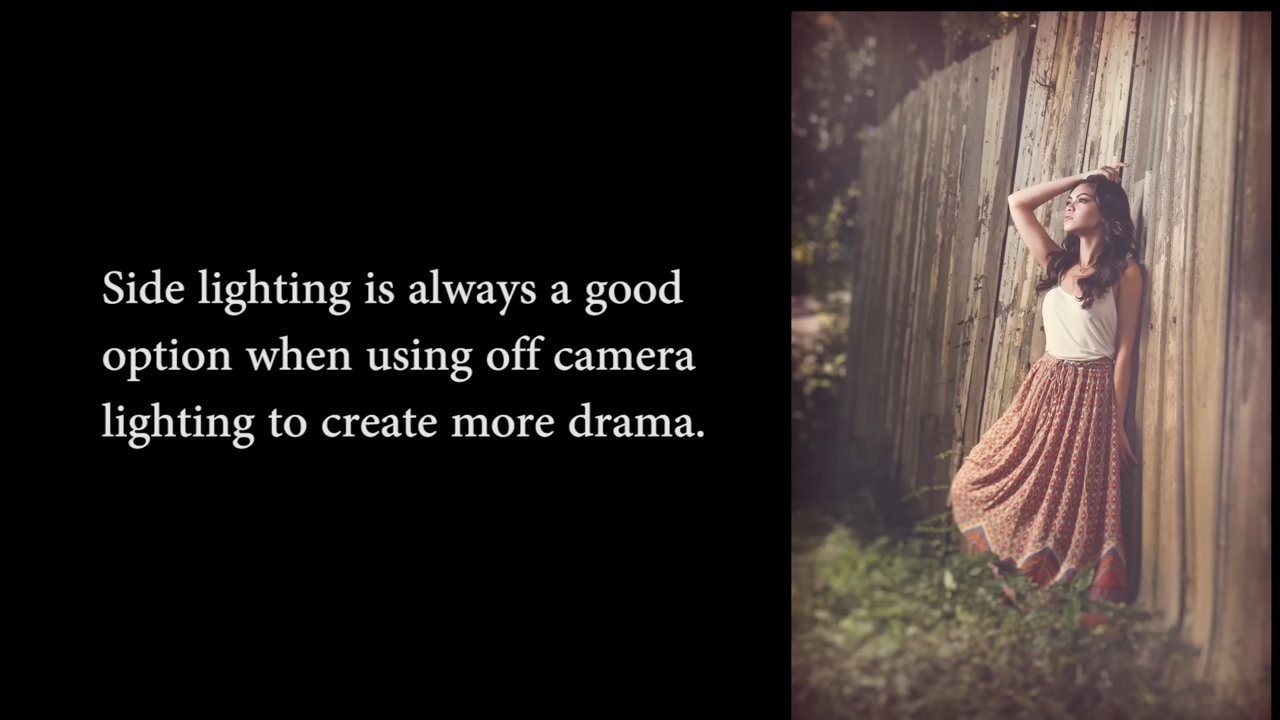 Side lighting is always a good
option when using off camera
lighting to create more drama.